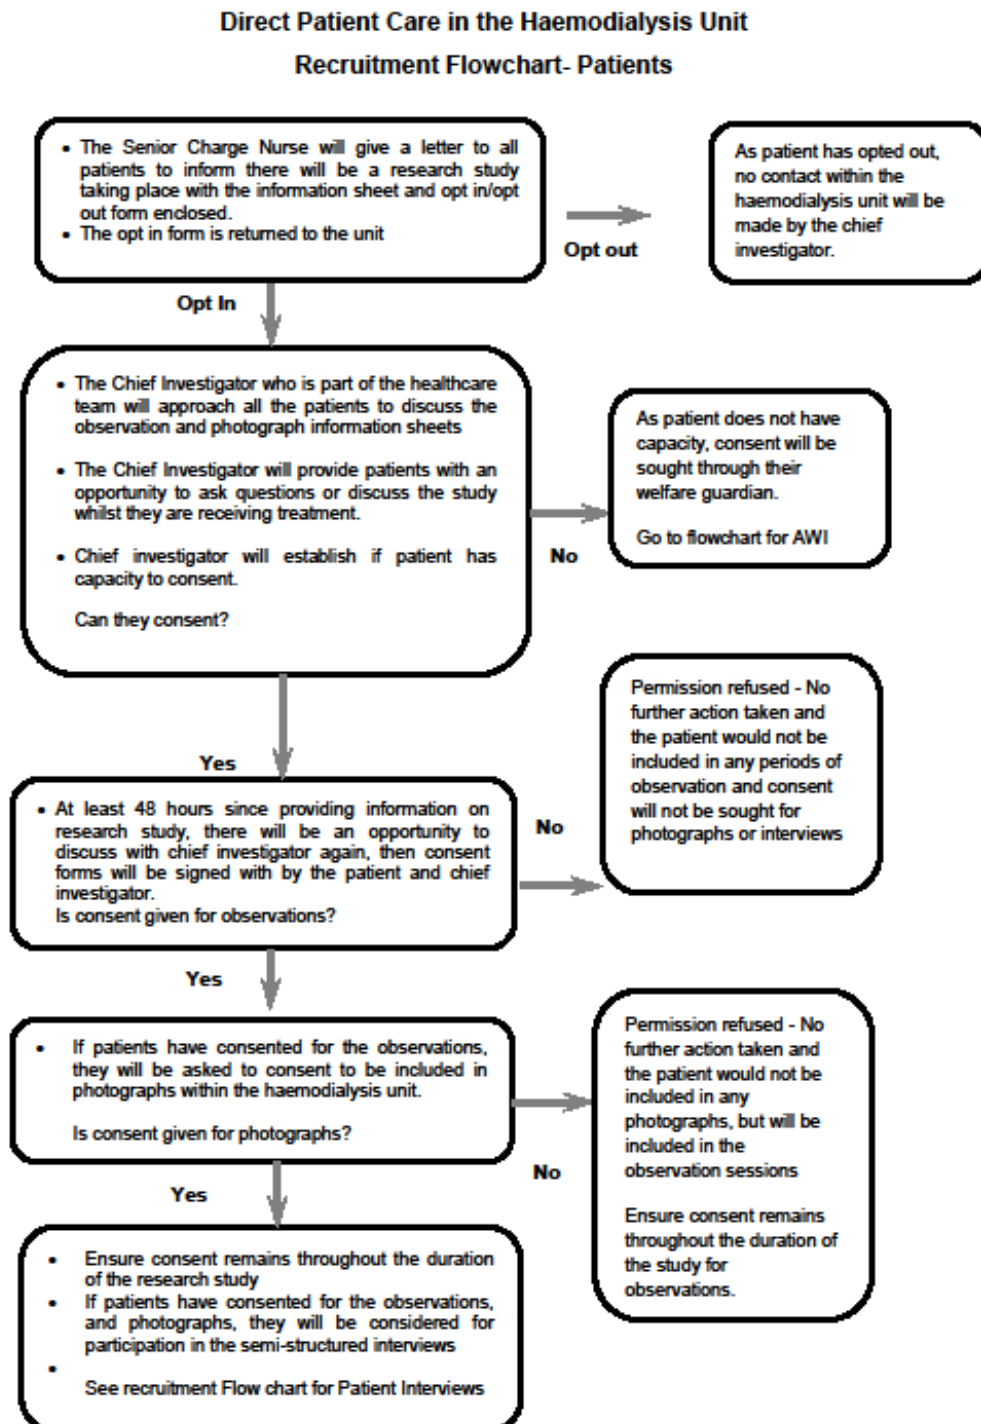 Direct Patient Care in the Haemodialysis Unit
Recruitment Flowchart- Patients
• The Senior Charge Nurse will give a letter to all
patients to inform there will be a research study
taking place with the information sheet and opt in/opt
out form enclosed.
• The opt in form is returned to the unit
Opt out
As patient has opted out,
no contact within the
haemodialysis unit will be
made by the chief
investigator.
Opt In
• The Chief Investigator who is part of the healthcare
team will approach all the patients to discuss the
observation and photograph information sheets
• The Chief Investigator will provide patients with an
opportunity to ask questions or discuss the study
whilst they are receiving treatment.
• Chief investigator will establish if patient has
capacity to consent.
Can they consent?
No
As patient does not have
capacity, consent will be
sought through their
welfare guardian.
Go to flowchart for AWI
Yes
• At least 48 hours since providing information on
research study, there will be an opportunity to
discuss with chief investigator again, then consent
forms will be signed with by the patient and chief
investigator.
Is consent given for observations?
No
Permission refused - No
further action taken and
the patient would not be
included in any periods of
observation and consent
will not be sought for
photographs or interviews
Yes
• If patients have consented for the observations,
they will be asked to consent to be included in
photographs within the haemodialysis unit.
Is consent given for photographs?
No
Permission refused - No
further action taken and
the patient would not be
included in any
photographs, but will be
included in the
observation sessions
Ensure consent remains
throughout the duration of
the study for
observations.
Yes
• Ensure consent remains throughout the duration
of the research study
• If patients have consented for the observations,
and photographs, they will be considered for
participation in the semi-structured interviews
•
See recruitment Flow chart for Patient Interviews